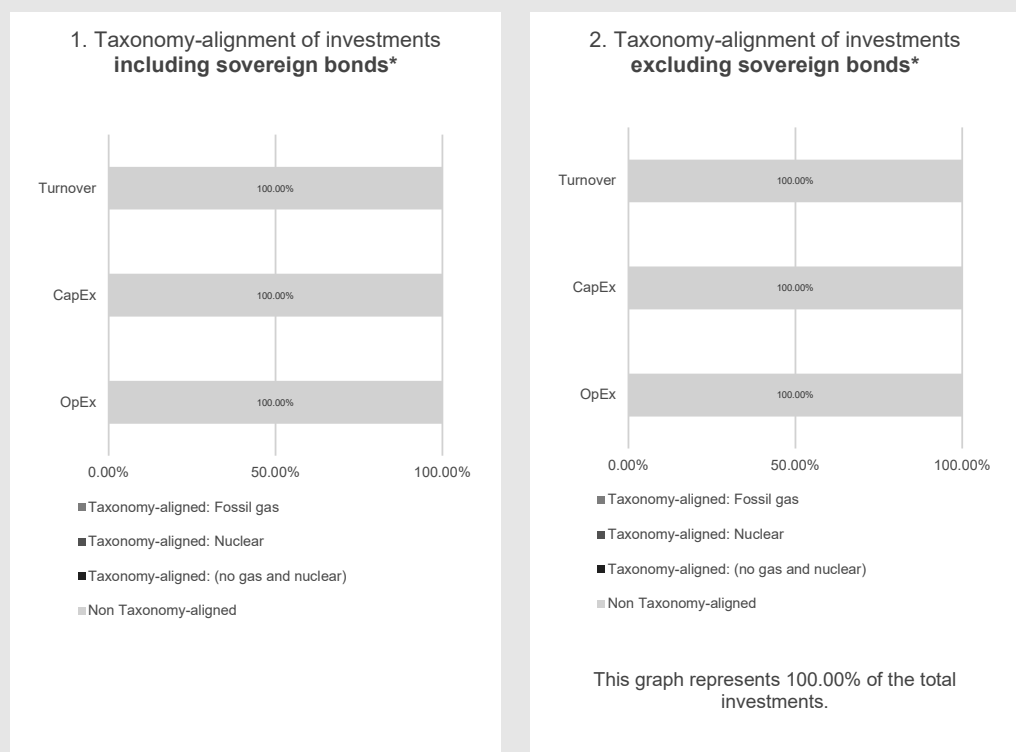 1. Taxonomy-alignment of investments
including sovereign bonds*
Turnover
100.00%
CapEx
100.00%
OpEx
100.00%
0.00%
50.00%
100.00%
Taxonomy-aligned: Fossil gas
Taxonomy-aligned: Nuclear
Taxonomy-aligned: (no gas and nuclear)
Non Taxonomy-aligned
2. Taxonomy-alignment of investments
excluding sovereign bonds*
Turnover
100.00%
CapEx
100.00%
OpEx
100.00%
0.00%
50.00%
100.00%
Taxonomy-aligned: Fossil gas
Taxonomy-aligned: Nuclear
Taxonomy-aligned: (no gas and nuclear)
Non Taxonomy-aligned
This graph represents 100.00% of the total
investments.